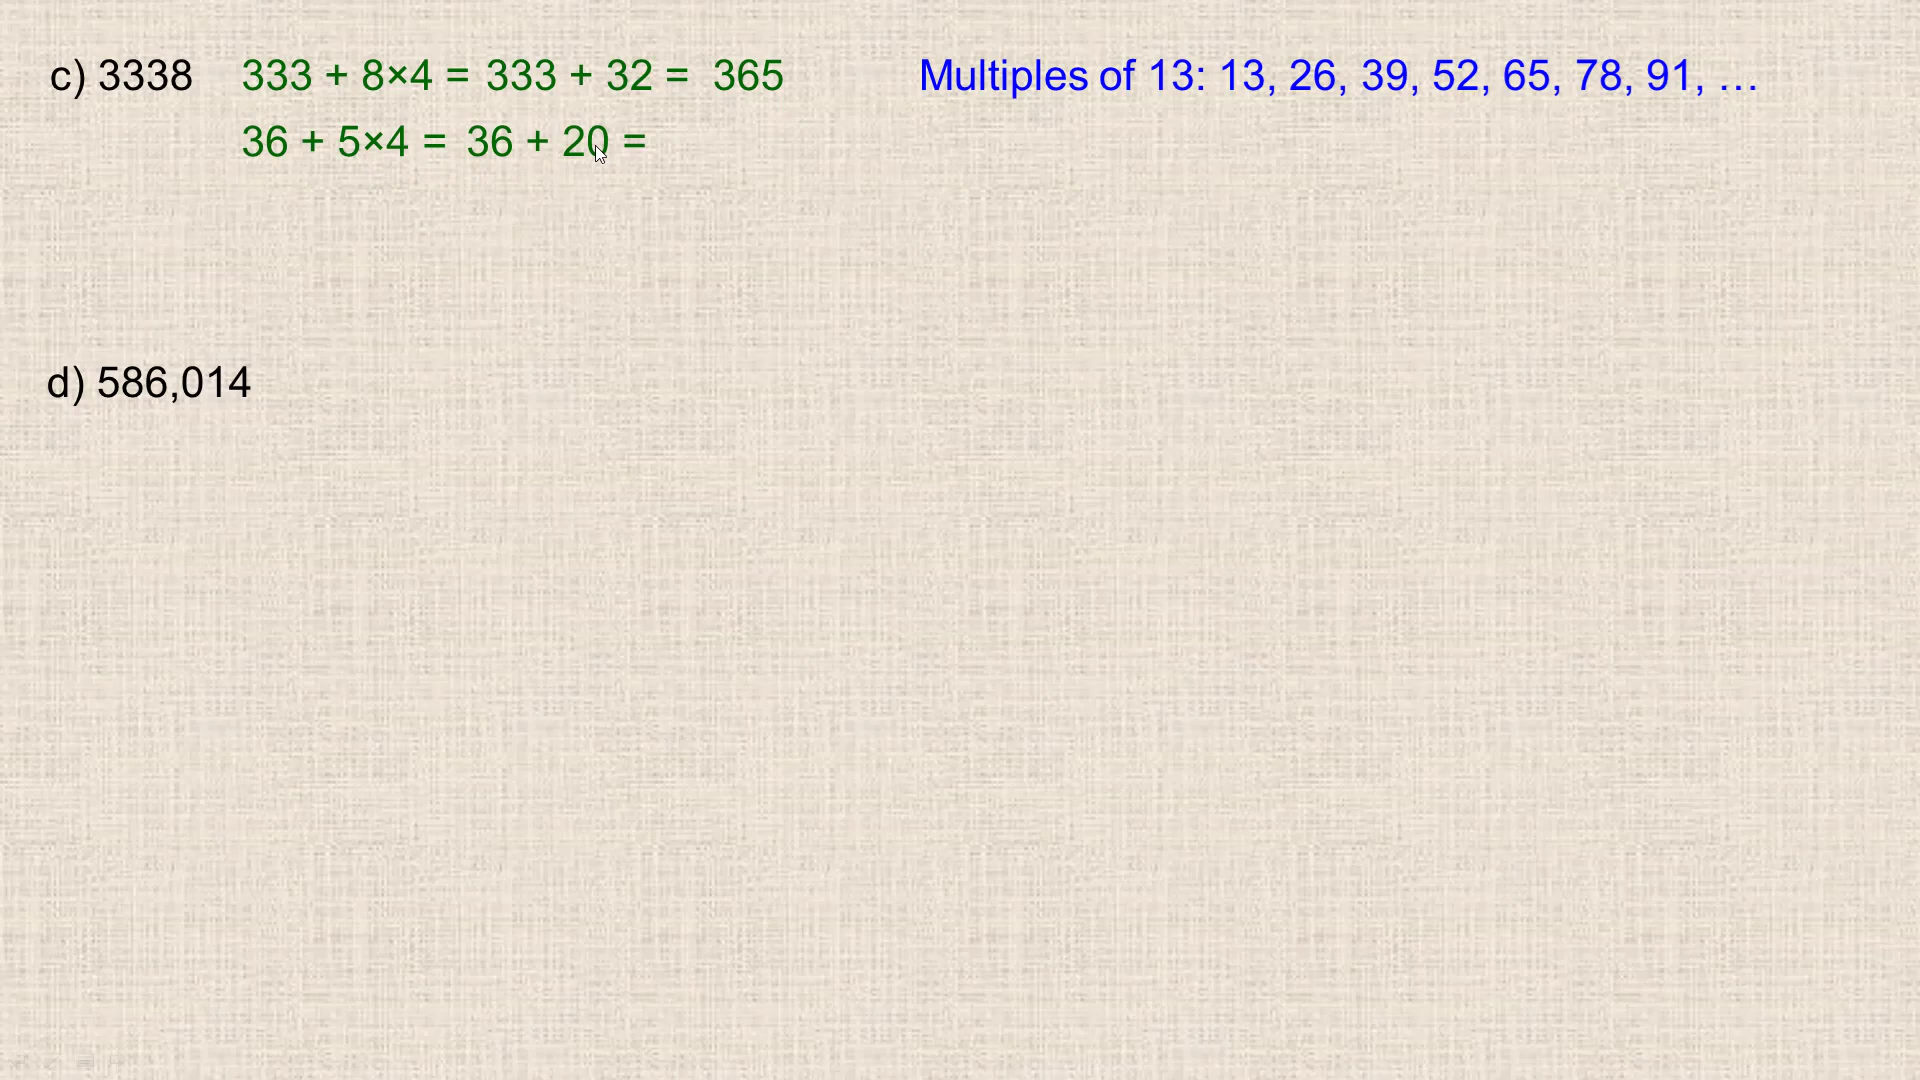 c) 3338 333 + 8×4 = 333 + 32 = 365 Multiples of 13: 13, 26, 39, 52, 65, 78, 91, …
36 + 5×4 = 36 + 20 =
d) 586,014